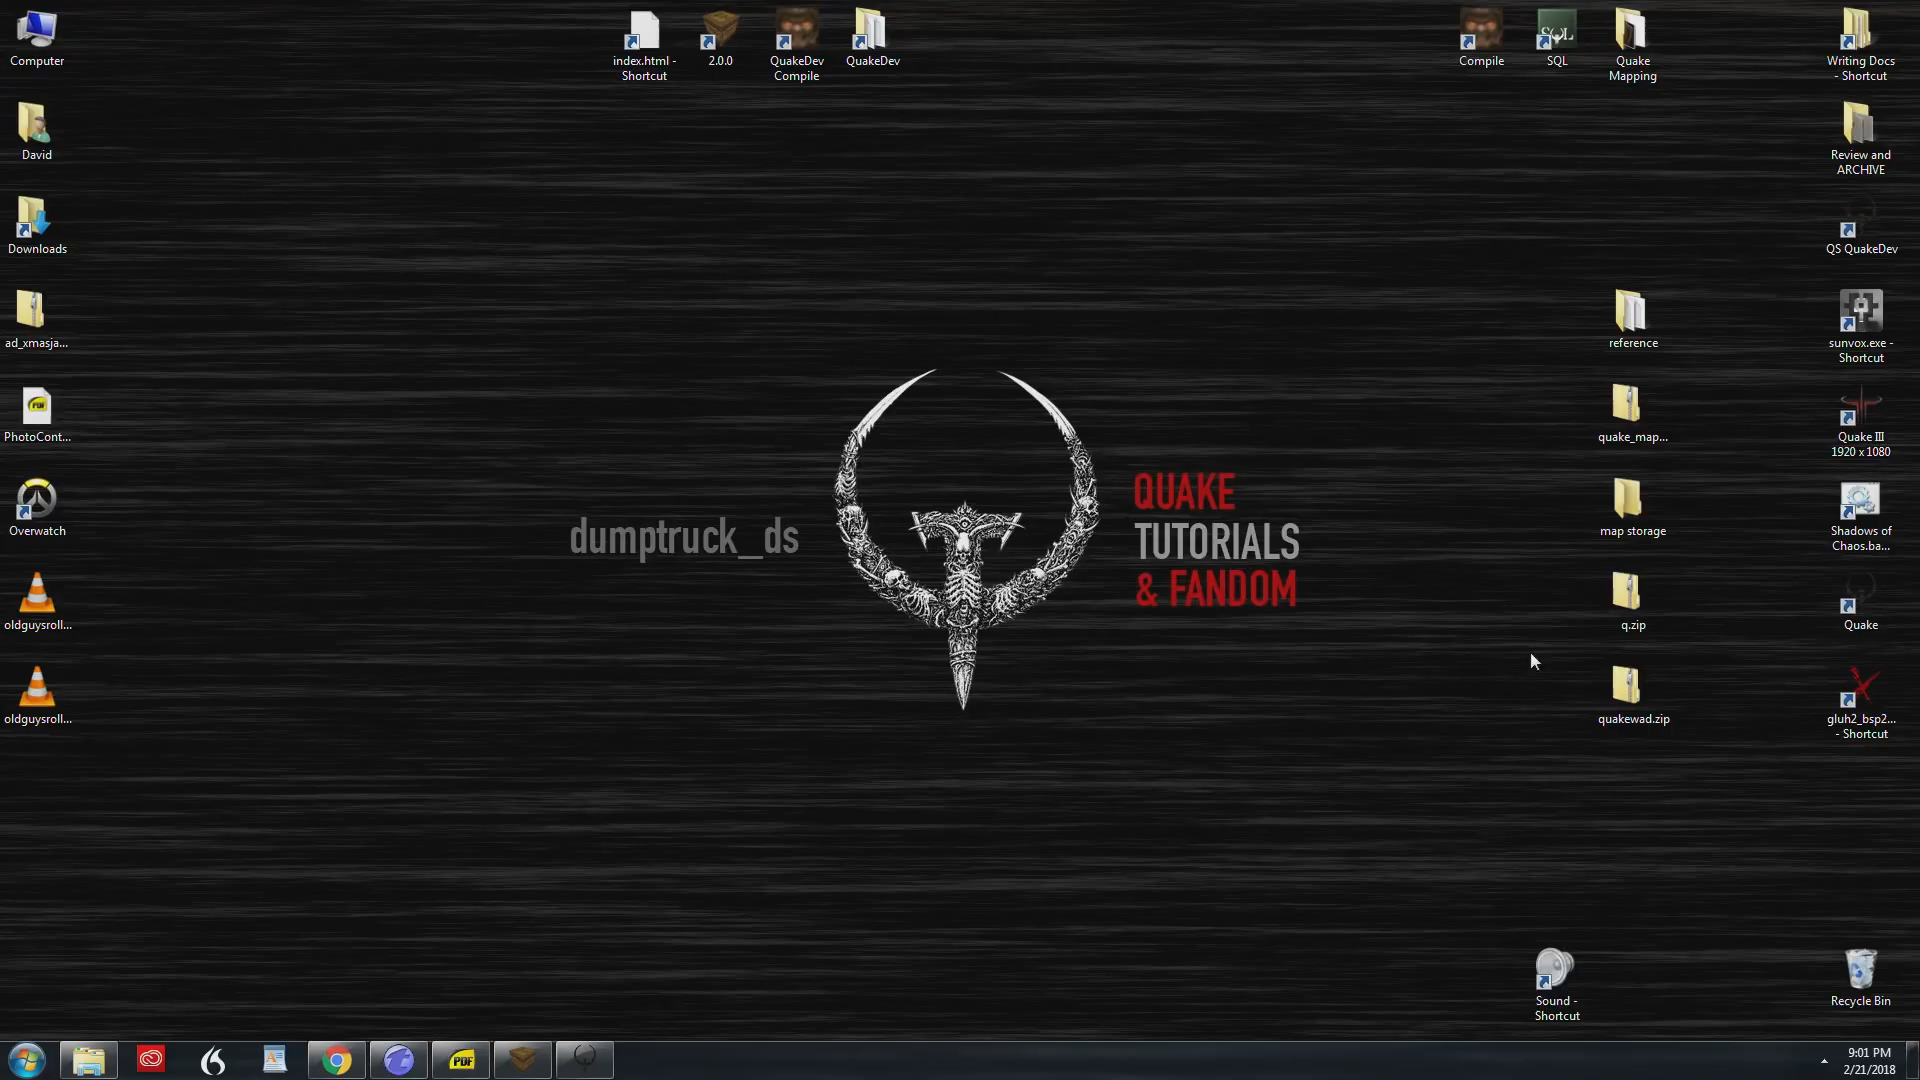 Computer
index.html -
Shortcut
2.0.0
QuakeDev
Compile
QuakeDev
Compile
SQL
SQL
Quake
Mapping
Writing Docs
- Shortcut
David
Review and
ARCHIVE
Downloads
QS QuakeDev
ad_xmasja...
reference
sunvox.exe -
Shortcut
PDF
PhotoCont...
quake_map...
Quake III
1920 x 1080
Overwatch
map storage
Shadows of
Chaos.ba...
dumptruck_ds
QUAKE
TUTORIALS
& FANDOM
oldguysroll...
q.zip
Quake
oldguysroll...
quakewad.zip
gluh2_bsp2...
- Shortcut
Sound -
Shortcut
Recycle Bin
PDF
9:01 PM
2/21/2018